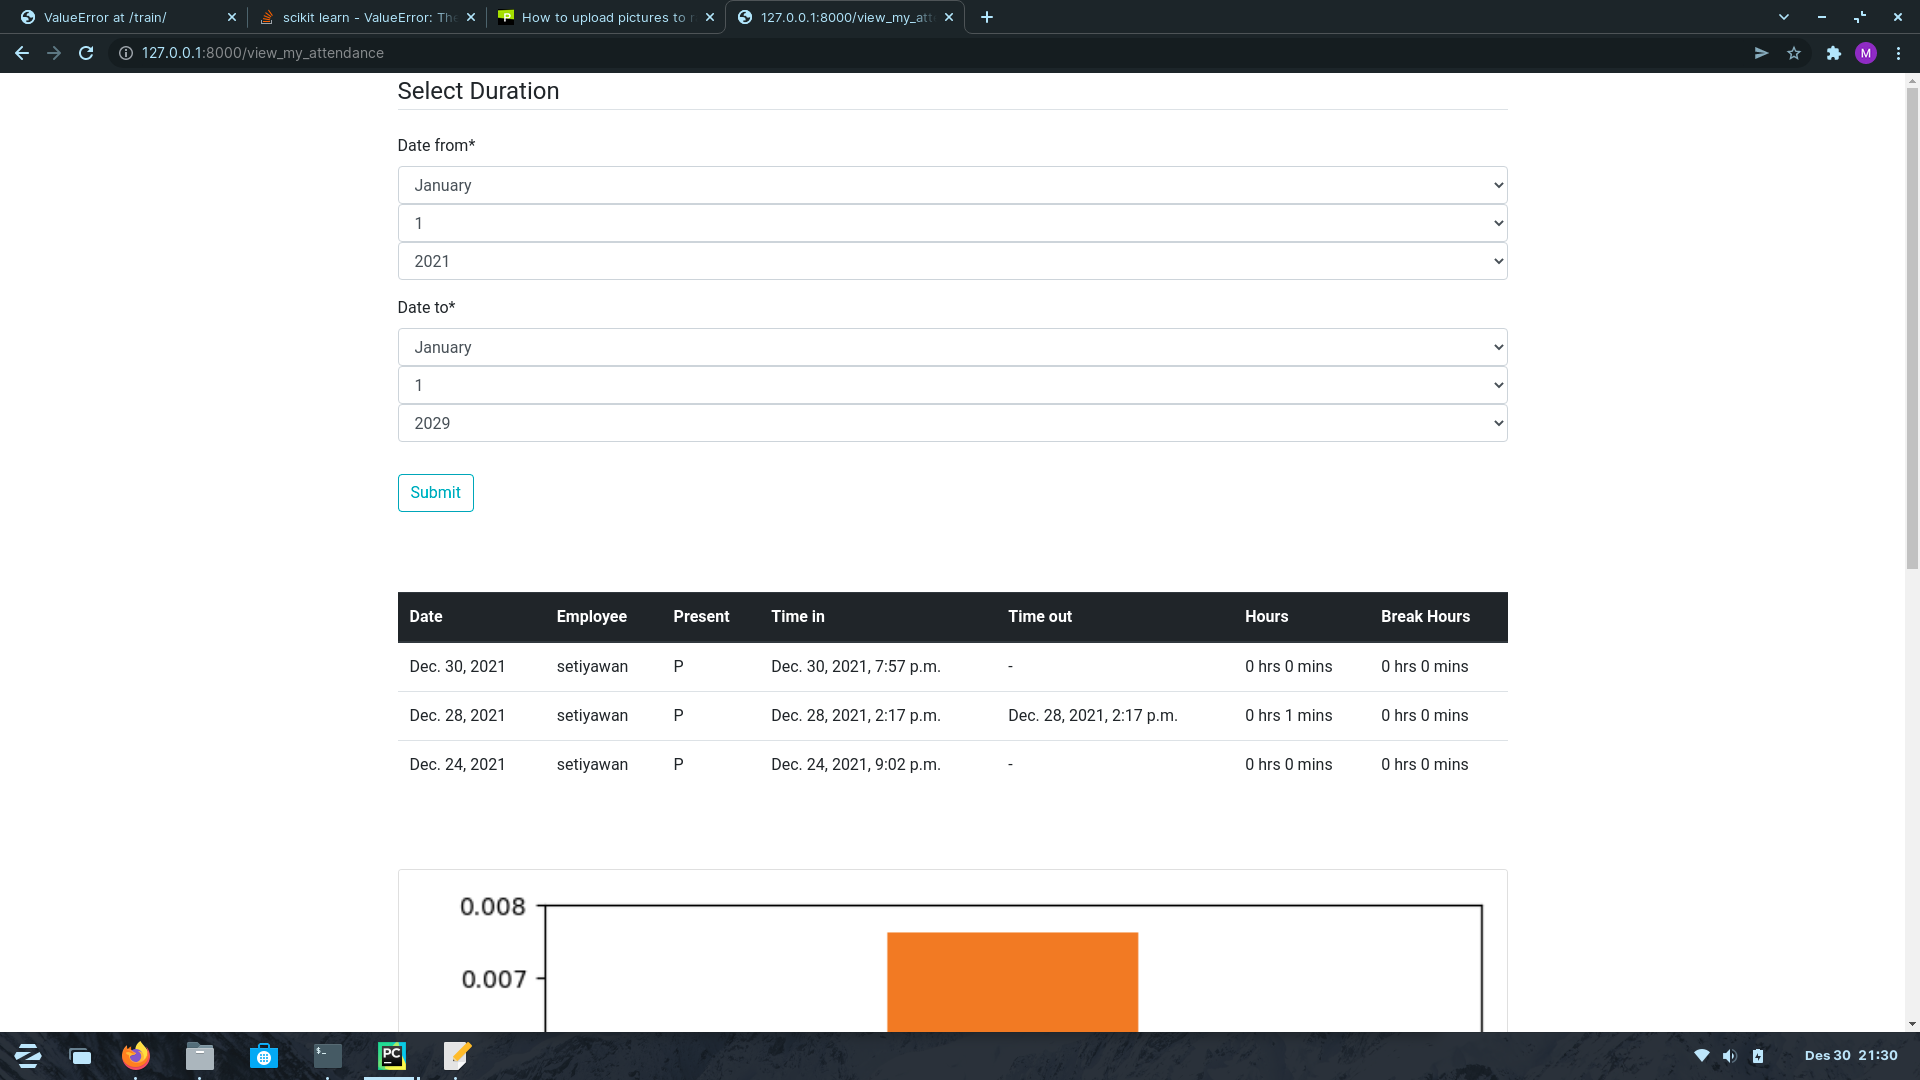 ValueError at /train/
scikit learn - ValueError: The
How to upload pictures to
127.0.0.1:8000/view_my_att
127.0.0.1:8000/view_my_attendance
M
Select Duration
Date from*
January
1
2021
Date to*
January
1
2029
Submit
Date Employee Present Time in Time out Hours Break Hours
Dec. 30, 2021 setiyawan P Dec. 30, 2021, 7:57 p.m. - 0 hrs 0 mins 0 hrs 0 mins
Dec. 28, 2021 setiyawan P Dec. 28, 2021, 2:17 p.m. Dec. 28, 2021, 2:17 p.m. 0 hrs 1 mins 0 hrs 0 mins
Dec. 24, 2021 setiyawan P Dec. 24, 2021, 9:02 p.m. - 0 hrs 0 mins 0 hrs 0 mins
0.008
0.007
PC
Des 30 21:30